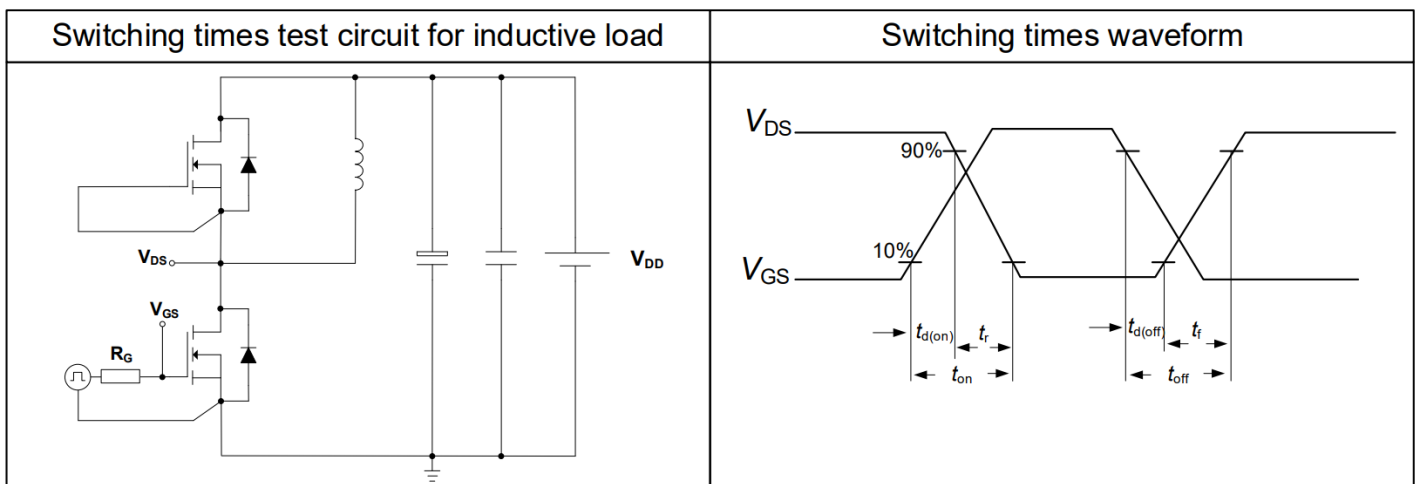 Switching times test circuit for inductive load
Switching times waveform
VDS
VGS
RG
VDD
VDS
90%
10%
VGS
td(on)
tr
ton
td(off)
tf
toff